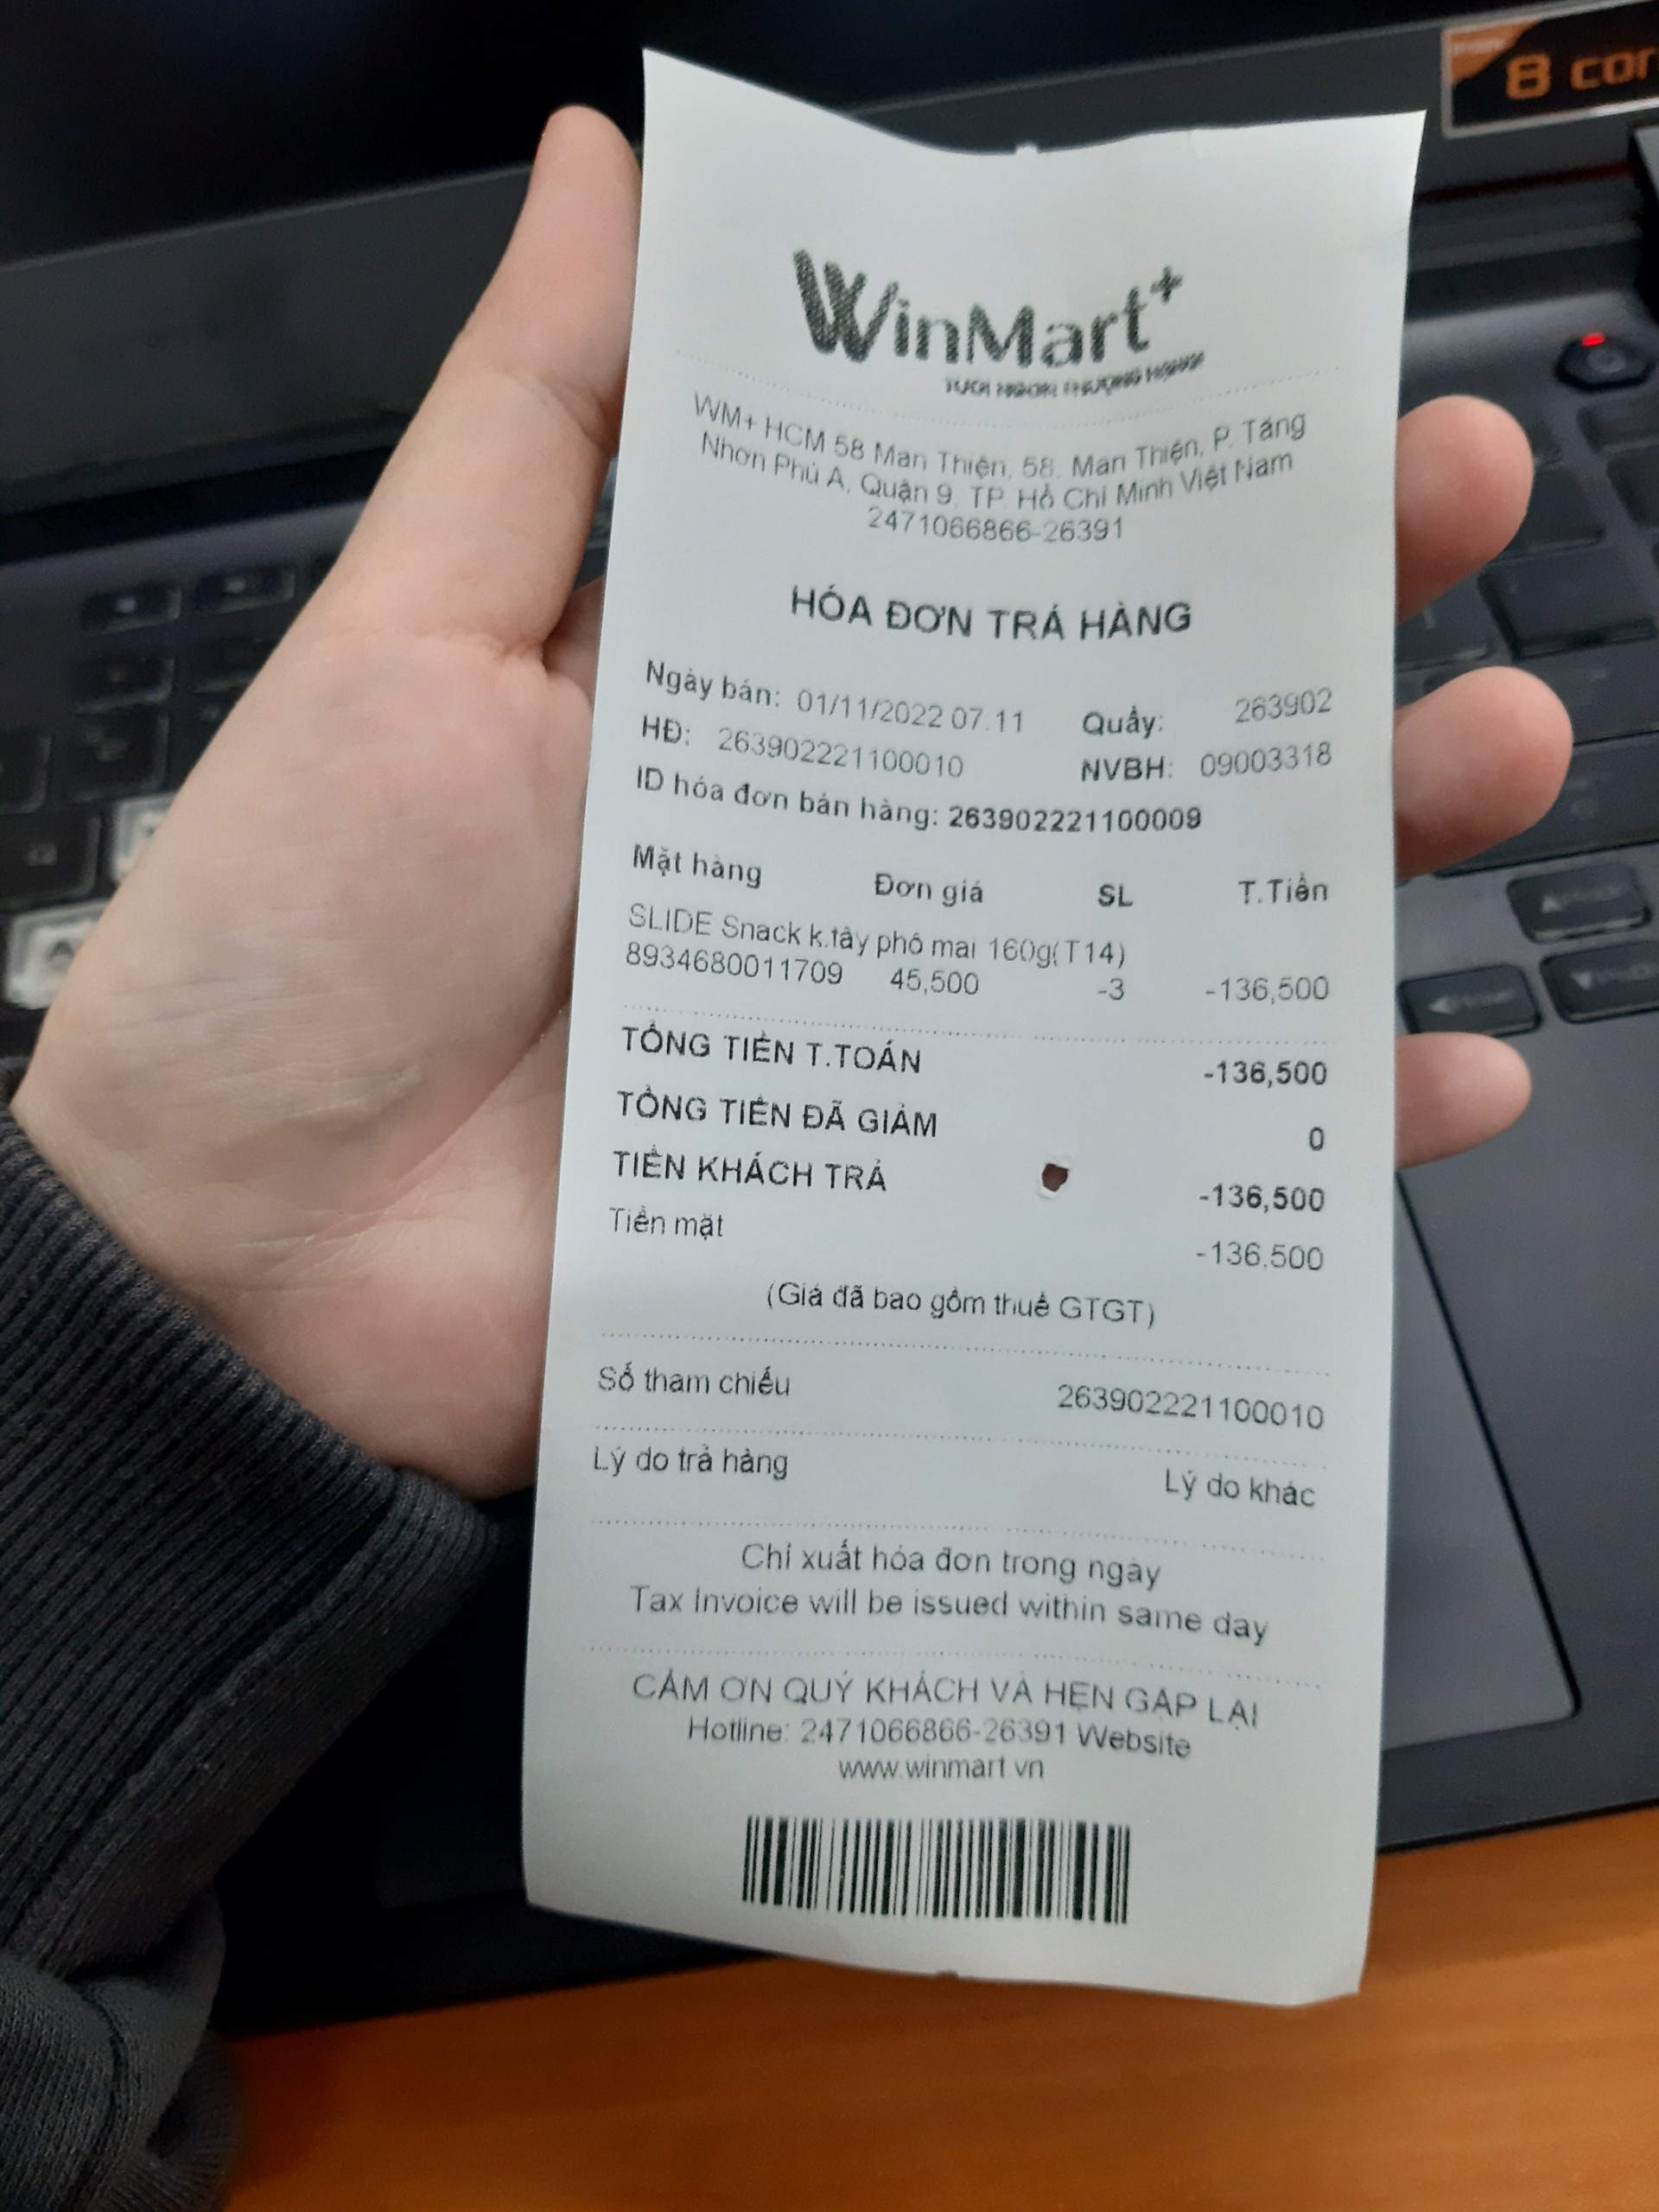 8 cor
WinMart+
TƯƠI NGON THƯỢNG HẠNG
WM+ HCM 58 Man Thiện, 58, Man Thiện, P. Tăng
Nhơn Phú A, Quận 9, TP. Hồ Chí Minh Việt Nam
2471066866-26391
HÓA ĐƠN TRẢ HÀNG
Ngày bán: 01/11/2022 07.11 Quầy: 263902
HĐ: 263902221100010 NVBH: 09003318
ID hóa đơn bán hàng: 263902221100009
Mặt hàng Đơn giá SL T.Tiền
SLIDE Snack k.tây phô mai 160g(T14)
8934680011709 45,500 -3 -136,500
TỔNG TIỀN T.TOÁN -136,500
TỔNG TIỀN ĐÃ GIẢM 0
TIỀN KHÁCH TRẢ -136,500
Tiền mặt -136.500
(Giá đã bao gồm thuế GTGT)
Số tham chiếu 263902221100010
Lý do trả hàng Lý do khác
Chỉ xuất hóa đơn trong ngày
Tax Invoice will be issued within same day
CẢM ƠN QUÝ KHÁCH VÀ HẸN GẶP LẠI
Hotline: 2471066866-26391 Website
www.winmart.vn